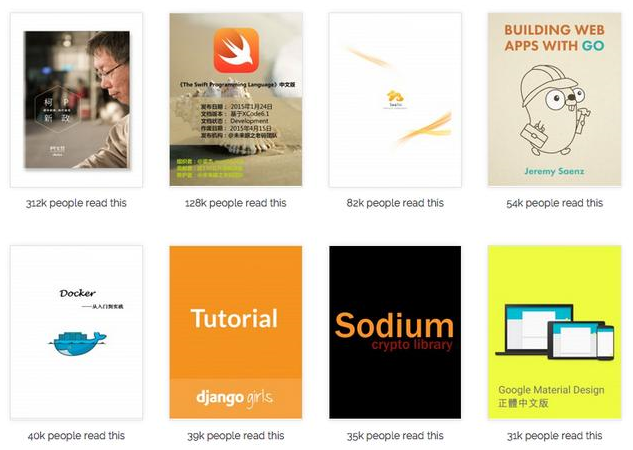 柯 P
新 政
312k people read this
《The Swift Programming Language》中文版
发布日期： 2015年1月24日
文档版本： 基于XCode6.1
文档状态： Development
作图日期： 2015年4月15日
发布机构：@未来眼之老码团队
128k people read this
82k people read this
BUILDING WEB
APPS WITH GO
Jeremy Saenz
54k people read this
Docker
——从入门到实践
40k people read this
Tutorial
django girls
39k people read this
Sodium
crypto library
35k people read this
Google Material Design
正體中文版
31k people read this